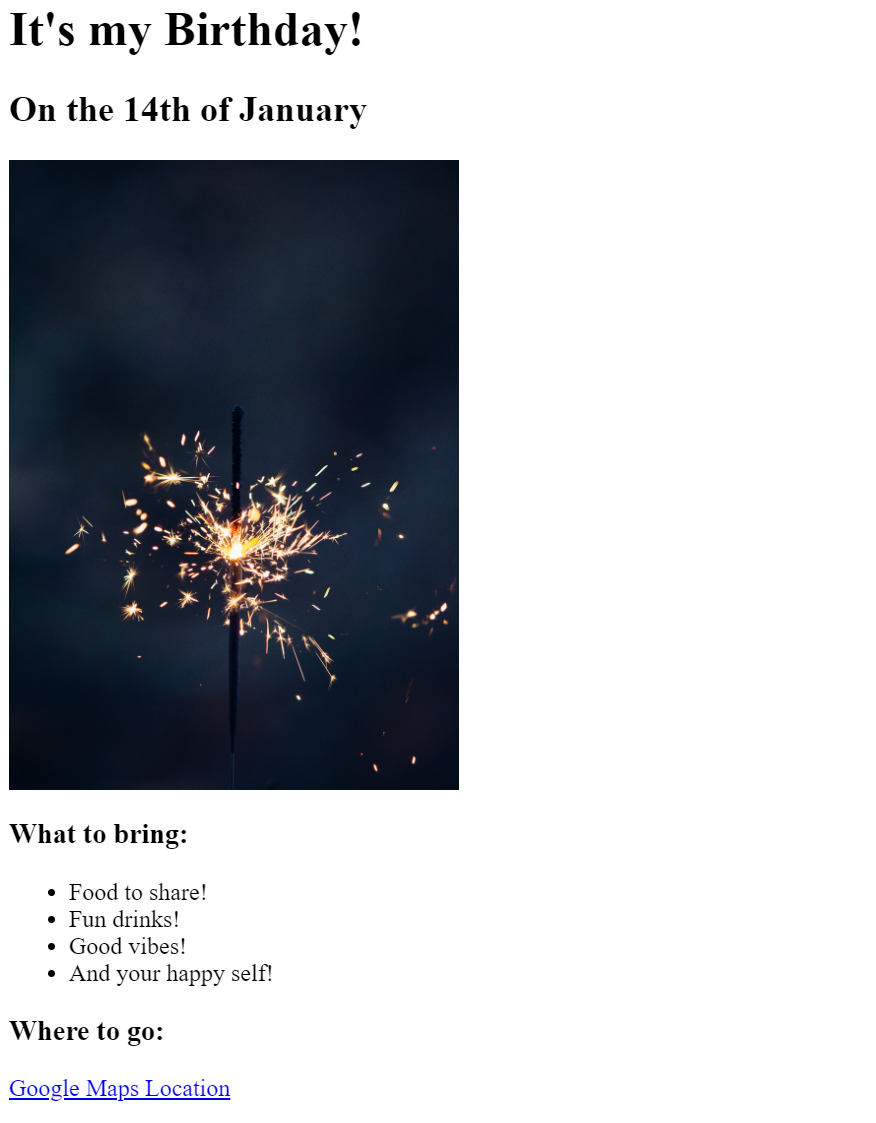 It's my Birthday!
On the 14th of January
What to bring:
Food to share!
Fun drinks!
Good vibes!
And your happy self!
Where to go:
Google Maps Location